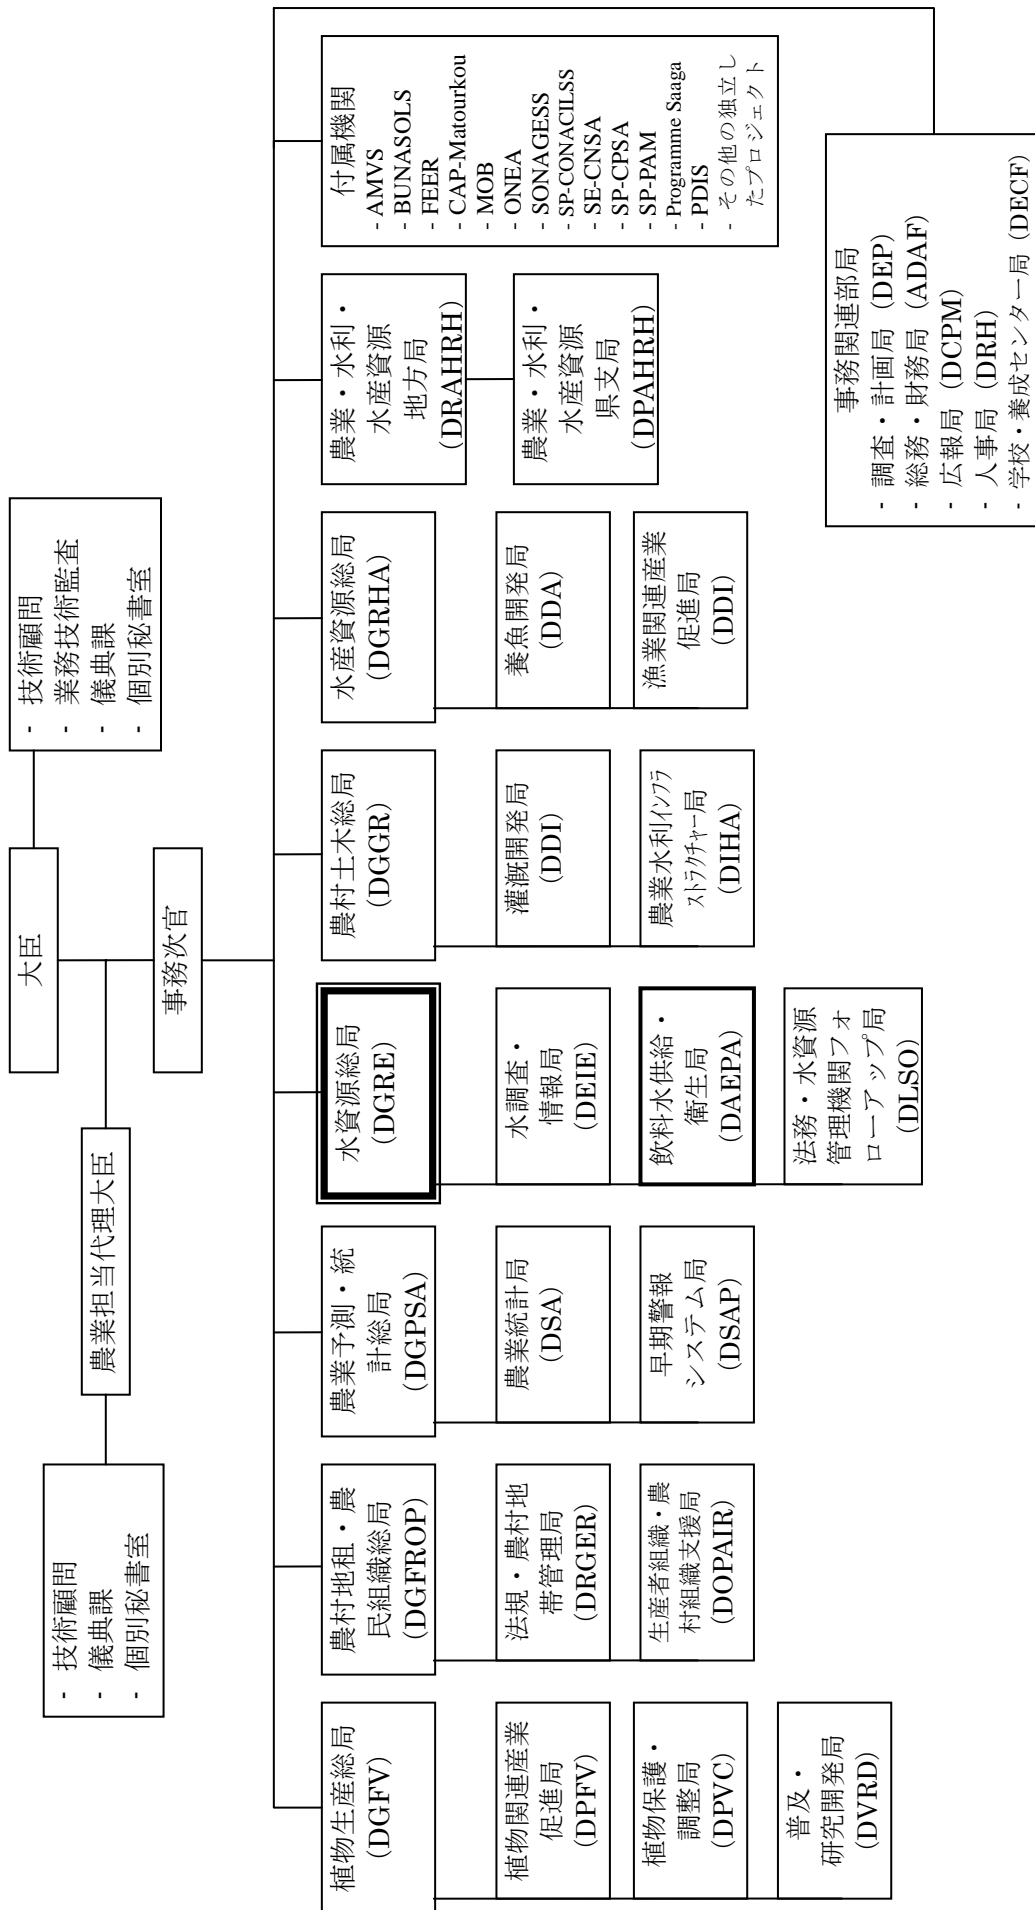 大臣
- 技術顧問
- 業務技術監査
- 儀典課
- 個別秘書室
農業担当代理大臣
- 技術顧問
- 儀典課
- 個別秘書室
事務次官
植物生産総局
(DGFV)
植物関連産業
促進局
(DPFV)
植物保護・
調整局
(DPVC)
普及・
研究開発局
(DVRD)
農村地租・農
民組織総局
(DGFROP)
法規・農村地
帯管理局
(DRGER)
生産者組織・農
村組織支援局
(DOPAIR)
農業予測・統
計総局
(DGPSA)
農業統計局
(DSA)
早期警報
システム局
(DSAP)
水資源総局
(DGRE)
水調査・
情報局
(DEIE)
飲料水供給・
衛生局
(DAEPA)
法務・水資源
管理機関フォ
ローアップ局
(DLSO)
農村土木総局
(DGGR)
灌漑開発局
(DDI)
農業水利インフラ
ストラクチャー局
(DIHA)
水産資源総局
(DGRHA)
養魚開発局
(DDA)
漁業関連産業
促進局
(DDI)
農業・水利・
水産資源
地方局
(DRAHRH)
農業・水利・
水産資源
県支局
(DPAHRH)
付属機関
- AMVS
- BUNASOLS
- FEER
- CAP-Matourkou
- MOB
- ONEA
- SONAGESS
- SP-CONACILSS
- SE-CNSA
- SP-CPSA
- SP-PAM
- Programme Saaga
- PDIS
- その他の独立し
たプロジェクト
事務関連部局
- 調査・計画局 (DEP)
- 総務・財務局 (ADAF)
- 広報局 (DCPM)
- 人事局 (DRH)
- 学校・養成センター局 (DECF)